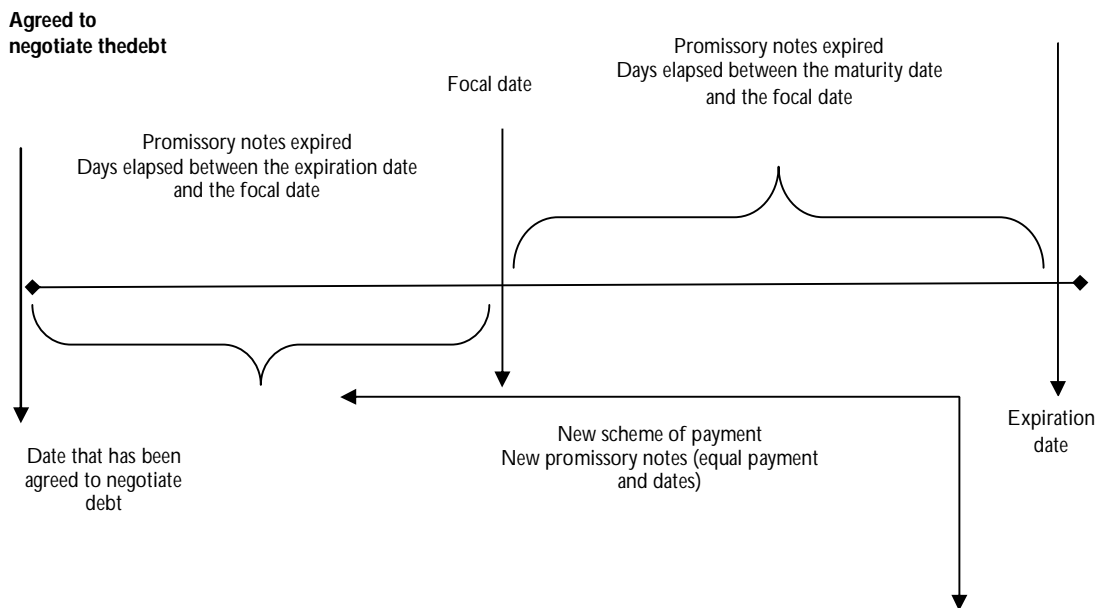 Agreed to
negotiate thedebt
Promissory notes expired
Days elapsed between the maturity date
and the focal date
Focal date
Promissory notes expired
Days elapsed between the expiration date
and the focal date
Expiration
date
New scheme of payment
New promissory notes (equal payment
and dates)
Date that has been
agreed to negotiate
debt